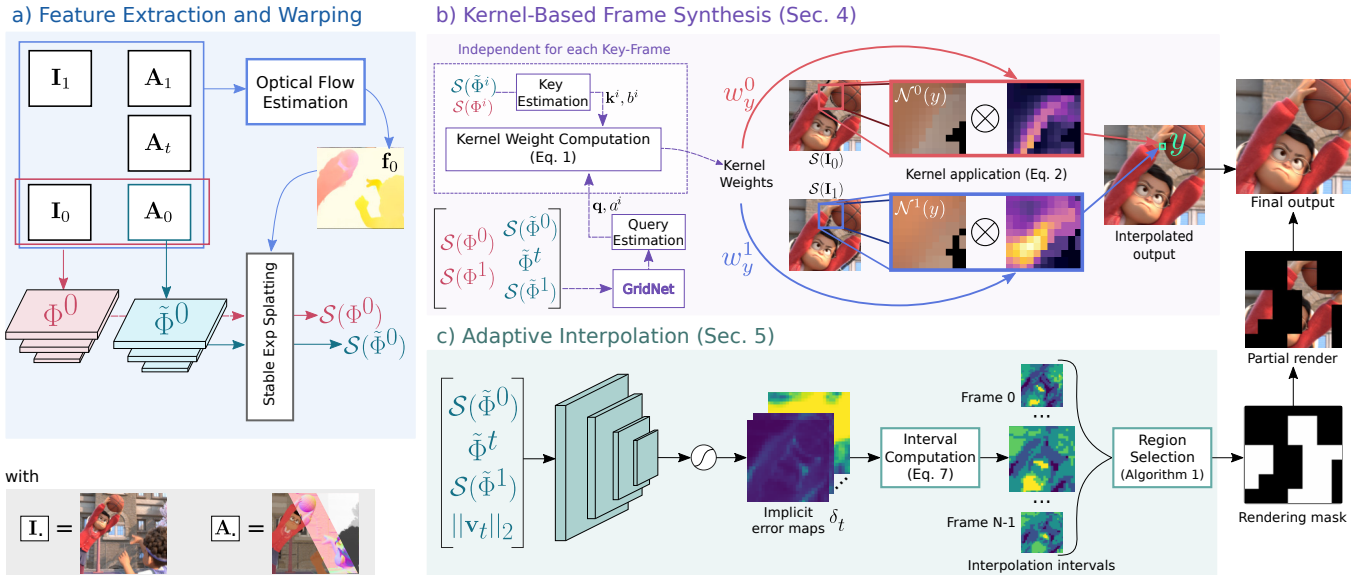 a) Feature Extraction and Warping
I₁
A₁
Optical Flow
Estimation
Aₜ
f₀
I₀
A₀
Φ⁰
Φ̃⁰
Stable Exp Splatting
S(Φ⁰)
S(Φ̃⁰)
with
I. =
A. =
b) Kernel-Based Frame Synthesis (Sec. 4)
Independent for each Key-Frame
S(Φ̃ⁱ)
S(Φⁱ)
Key
Estimation
kⁱ, bⁱ
Kernel Weight Computation
(Eq. 1)
q, aⁱ
Query
Estimation
GridNet
S(Φ⁰)
S(Φ¹)
S(Φ̃⁰)
Φ̃ᵗ
S(Φ̃¹)
Kernel
Weights
w⁰ᵧ
w¹ᵧ
S(I₀)
N⁰(y)
⊗
Kernel application (Eq. 2)
S(I₁)
N¹(y)
⊗
y
Interpolated
output
Final output
Partial render
Rendering mask
c) Adaptive Interpolation (Sec. 5)
S(Φ̃⁰)
Φ̃ᵗ
S(Φ̃¹)
||vₜ||₂
Implicit
error maps δₜ
Interval
Computation
(Eq. 7)
Frame 0
...
...
Frame N-1
Interpolation intervals
Region
Selection
(Algorithm 1)